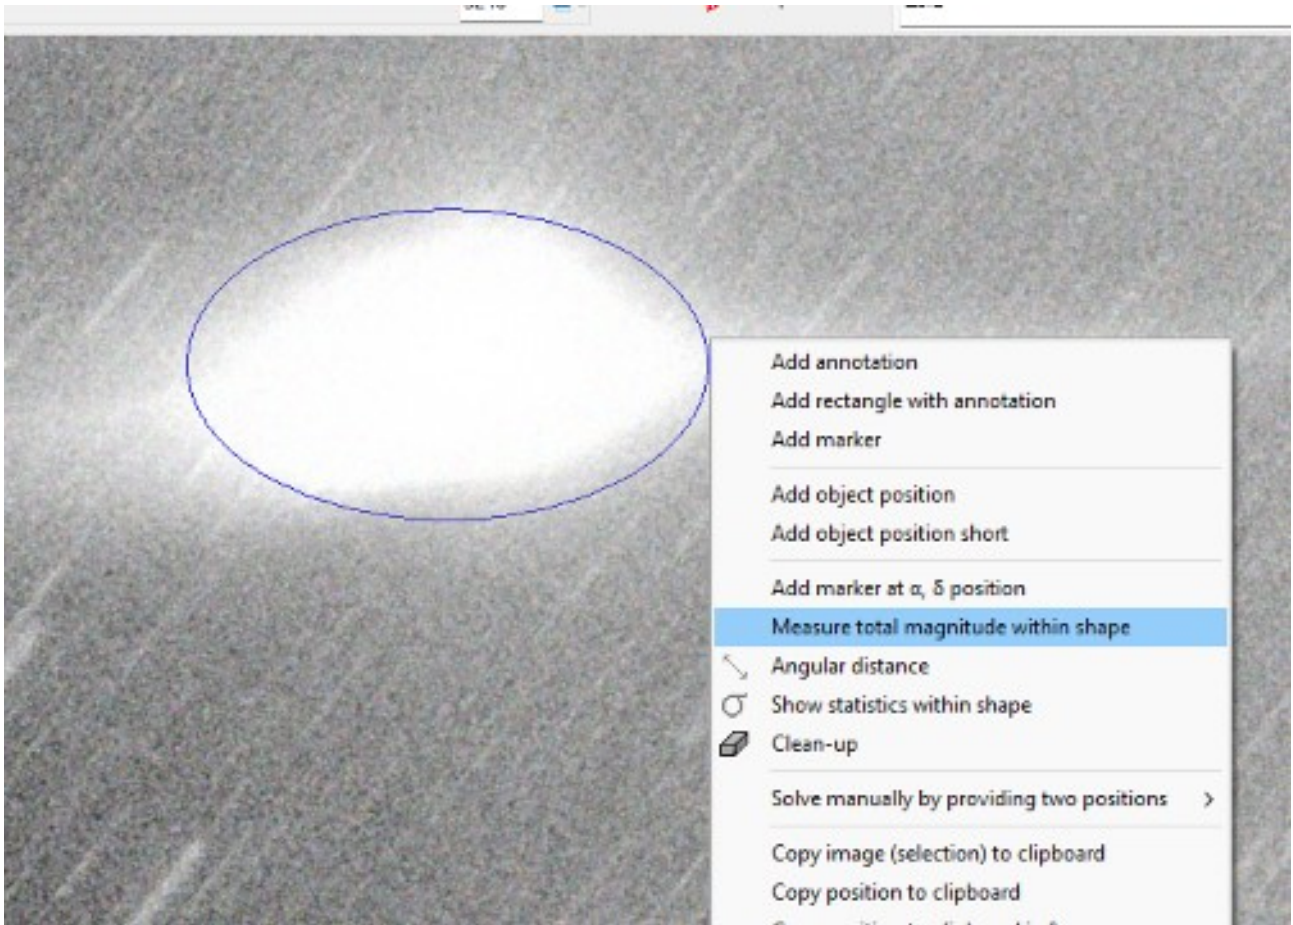 Add annotation
Add rectangle with annotation
Add marker
Add object position
Add object position short
Add marker at α, δ position
Measure total magnitude within shape
Angular distance
Show statistics within shape
Clean-up
Solve manually by providing two positions
Copy image (selection) to clipboard
Copy position to clipboard